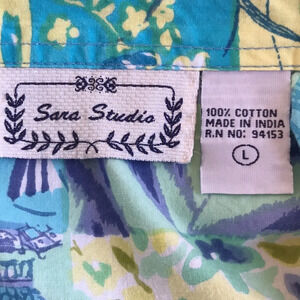 Sara Studio
100% COTTON
MADE IN INDIA
R.N NO: 94153
L